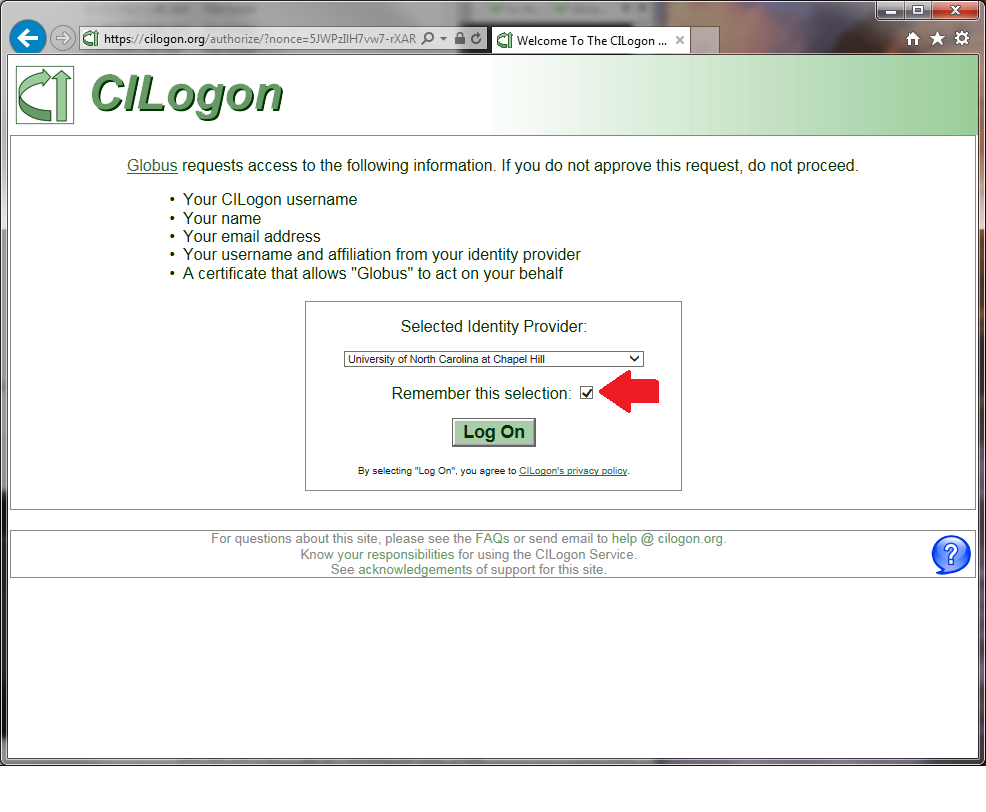 https://cilogon.org/authorize/?nonce=5JWPzIlH7vw7-rXAR
Welcome To The CILogon ...
CILogon
Globus requests access to the following information. If you do not approve this request, do not proceed.
• Your CILogon username
• Your name
• Your email address
• Your username and affiliation from your identity provider
• A certificate that allows "Globus" to act on your behalf
Selected Identity Provider:
University of North Carolina at Chapel Hill
Remember this selection:
Log On
By selecting "Log On", you agree to CILogon's privacy policy.
For questions about this site, please see the FAQs or send email to help @ cilogon.org.
Know your responsibilities for using the CILogon Service.
See acknowledgements of support for this site.
?